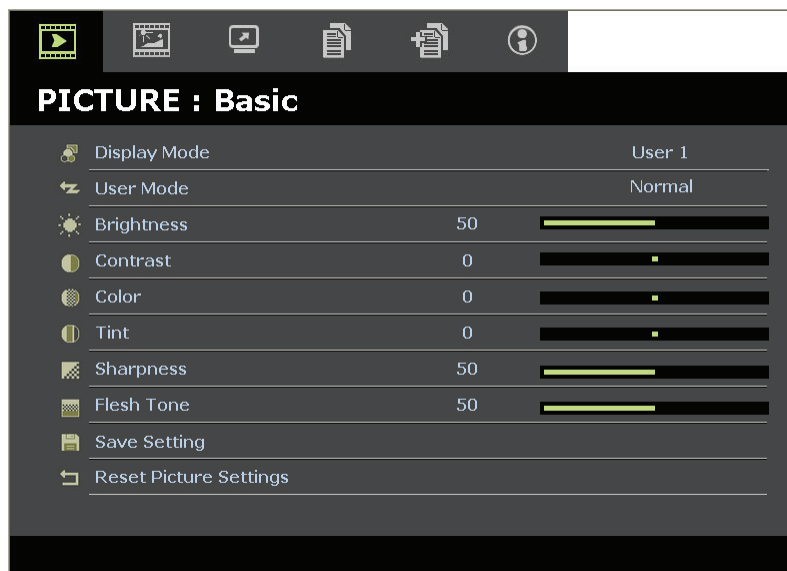 PICTURE : Basic
Display Mode User 1
User Mode Normal
Brightness 50
Contrast 0
Color 0
Tint 0
Sharpness 50
Flesh Tone 50
Save Setting
Reset Picture Settings